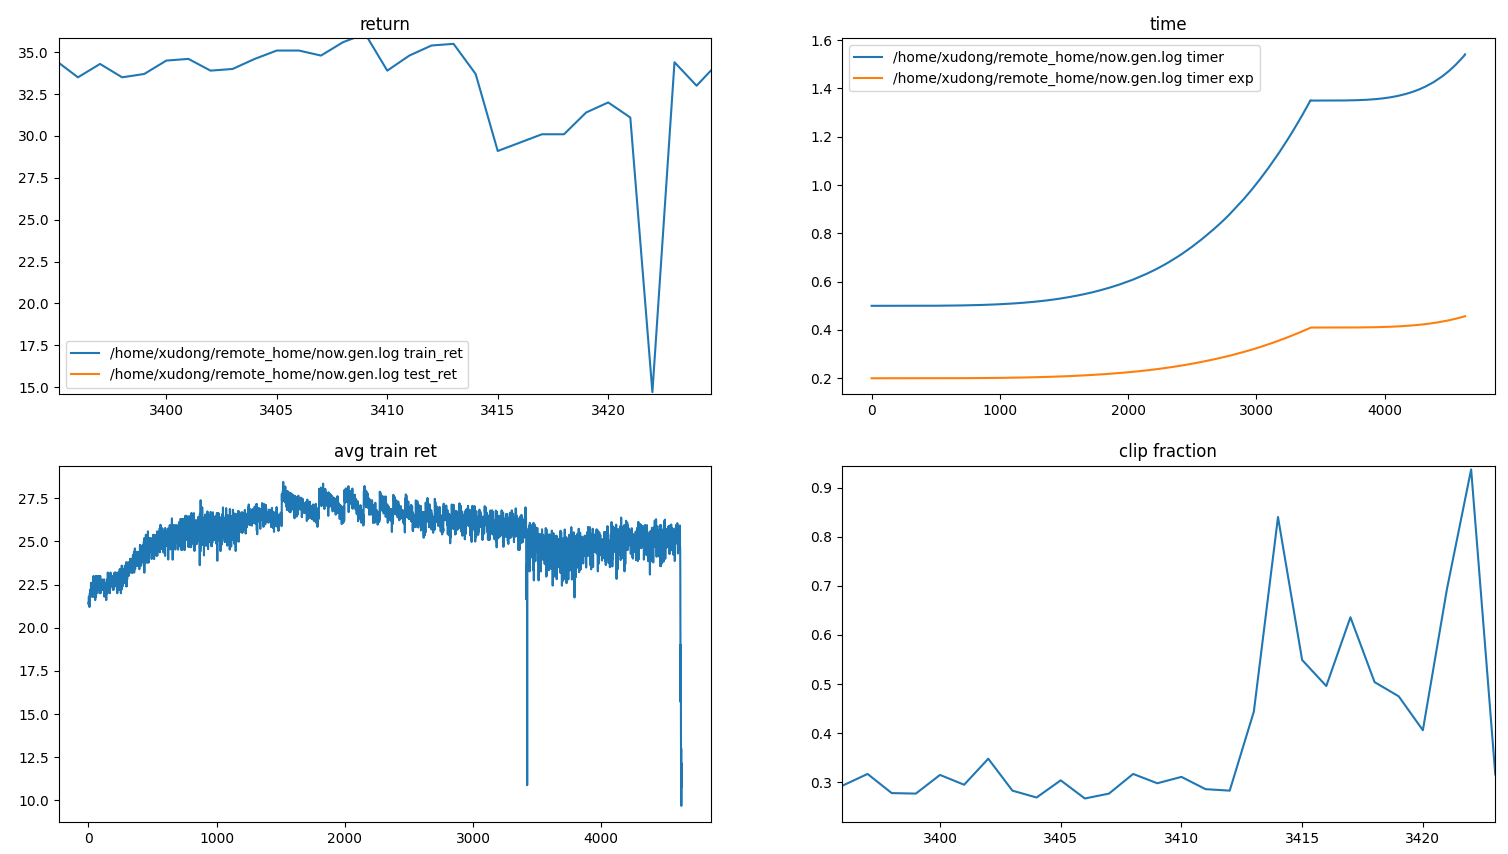 return
35.0
32.5
30.0
27.5
25.0
22.5
20.0
17.5
15.0
/home/xudong/remote_home/now.gen.log train_ret
/home/xudong/remote_home/now.gen.log test_ret
3400 3405 3410 3415 3420
time
1.6
1.4
1.2
1.0
0.8
0.6
0.4
0.2
/home/xudong/remote_home/now.gen.log timer
/home/xudong/remote_home/now.gen.log timer exp
0 1000 2000 3000 4000
avg train ret
27.5
25.0
22.5
20.0
17.5
15.0
12.5
10.0
0 1000 2000 3000 4000
clip fraction
0.9
0.8
0.7
0.6
0.5
0.4
0.3
3400 3405 3410 3415 3420